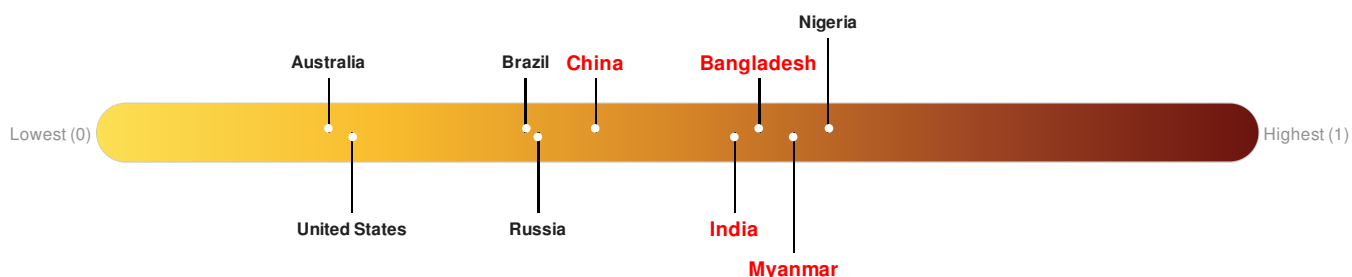 Nigeria
Australia
Brazil
China
Bangladesh
Lowest (0)
Highest (1)
United States
Russia
India
Myanmar